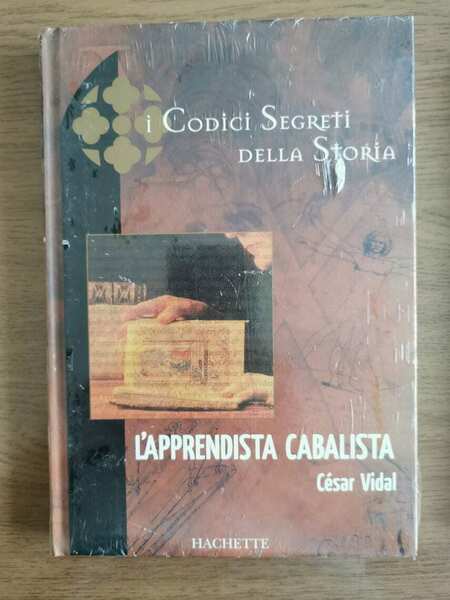 i Codici Segreti
della Storia
L'APPRENDISTA CABALISTA
César Vidal
HACHETTE